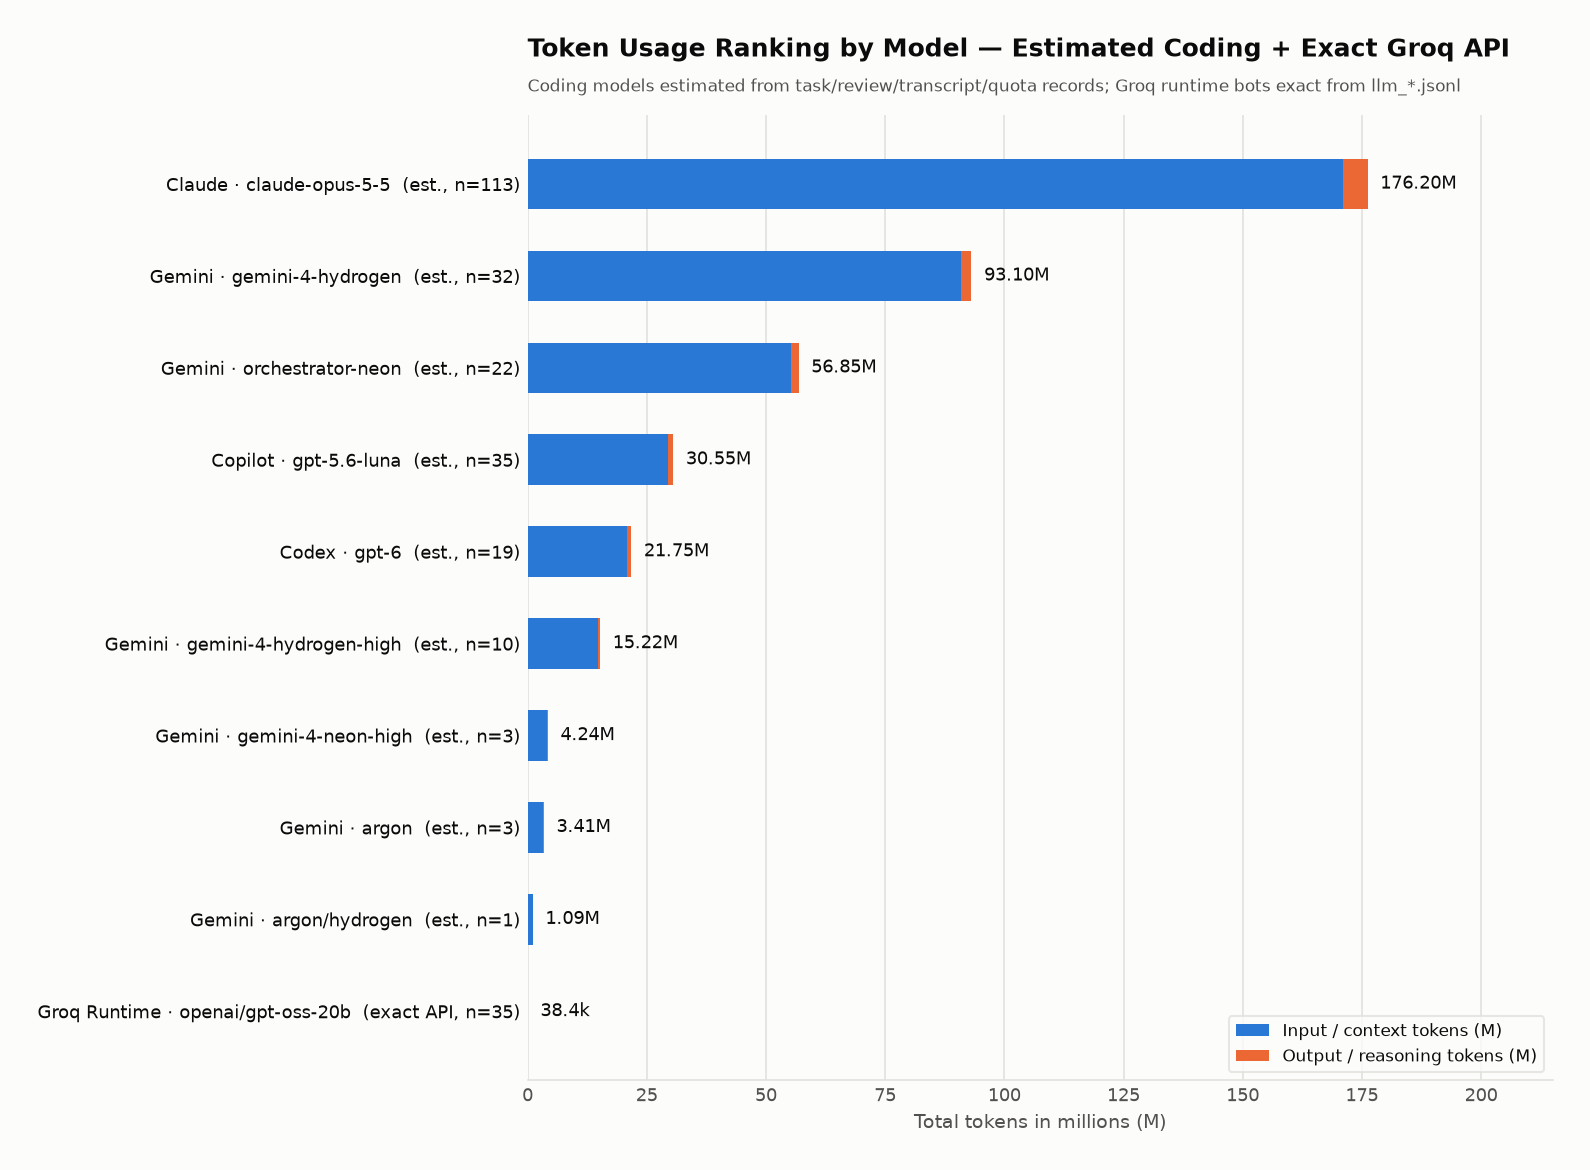 Token Usage Ranking by Model — Estimated Coding + Exact Groq API
Coding models estimated from task/review/transcript/quota records; Groq runtime bots exact from llm_*.jsonl
Claude · claude-opus-5-5 (est., n=113)
176.20M
Gemini · gemini-4-hydrogen (est., n=32)
93.10M
Gemini · orchestrator-neon (est., n=22)
56.85M
Copilot · gpt-5.6-luna (est., n=35)
30.55M
Codex · gpt-6 (est., n=19)
21.75M
Gemini · gemini-4-hydrogen-high (est., n=10)
15.22M
Gemini · gemini-4-neon-high (est., n=3)
4.24M
Gemini · argon (est., n=3)
3.41M
Gemini · argon/hydrogen (est., n=1)
1.09M
Groq Runtime · openai/gpt-oss-20b (exact API, n=35)
38.4k
Input / context tokens (M)
Output / reasoning tokens (M)
0 25 50 75 100 125 150 175 200
Total tokens in millions (M)